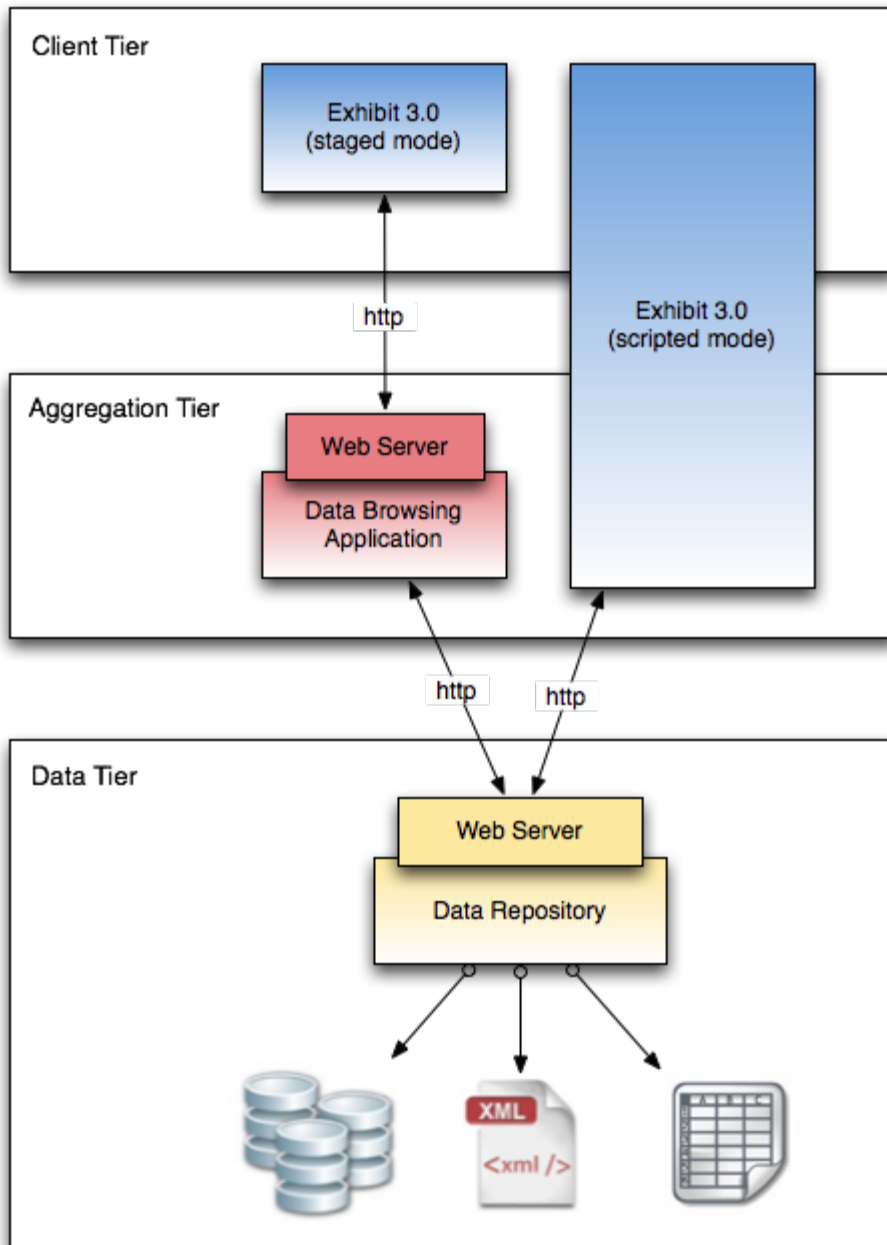 Client Tier
Exhibit 3.0
(staged mode)
http
Exhibit 3.0
(scripted mode)
Aggregation Tier
Web Server
Data Browsing
Application
http
http
Data Tier
Web Server
Data Repository
XML
<xml />
A B C